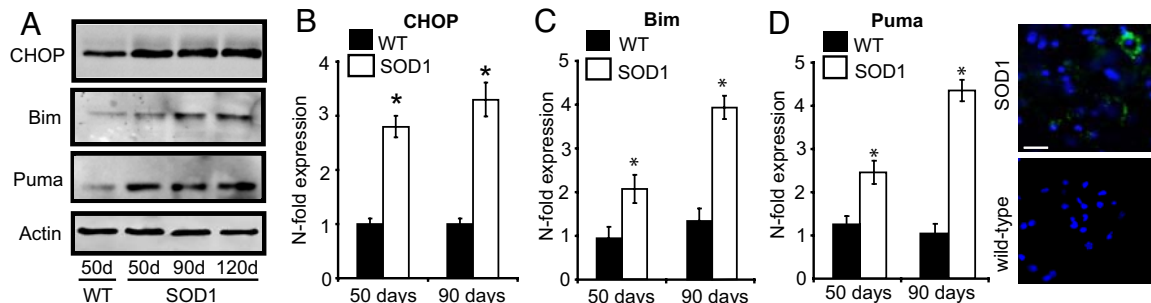 A
CHOP
Bim
Puma
Actin
50d 50d 90d 120d
WT SOD1
B
CHOP
WT
SOD1
N-fold expression
4
3
2
1
0
*
*
50 days 90 days
C
Bim
WT
SOD1
N-fold expression
5
4
3
2
1
0
*
*
50 days 90 days
D
Puma
WT
SOD1
N-fold expression
5
4
3
2
1
0
*
*
50 days 90 days
SOD1
wild-type